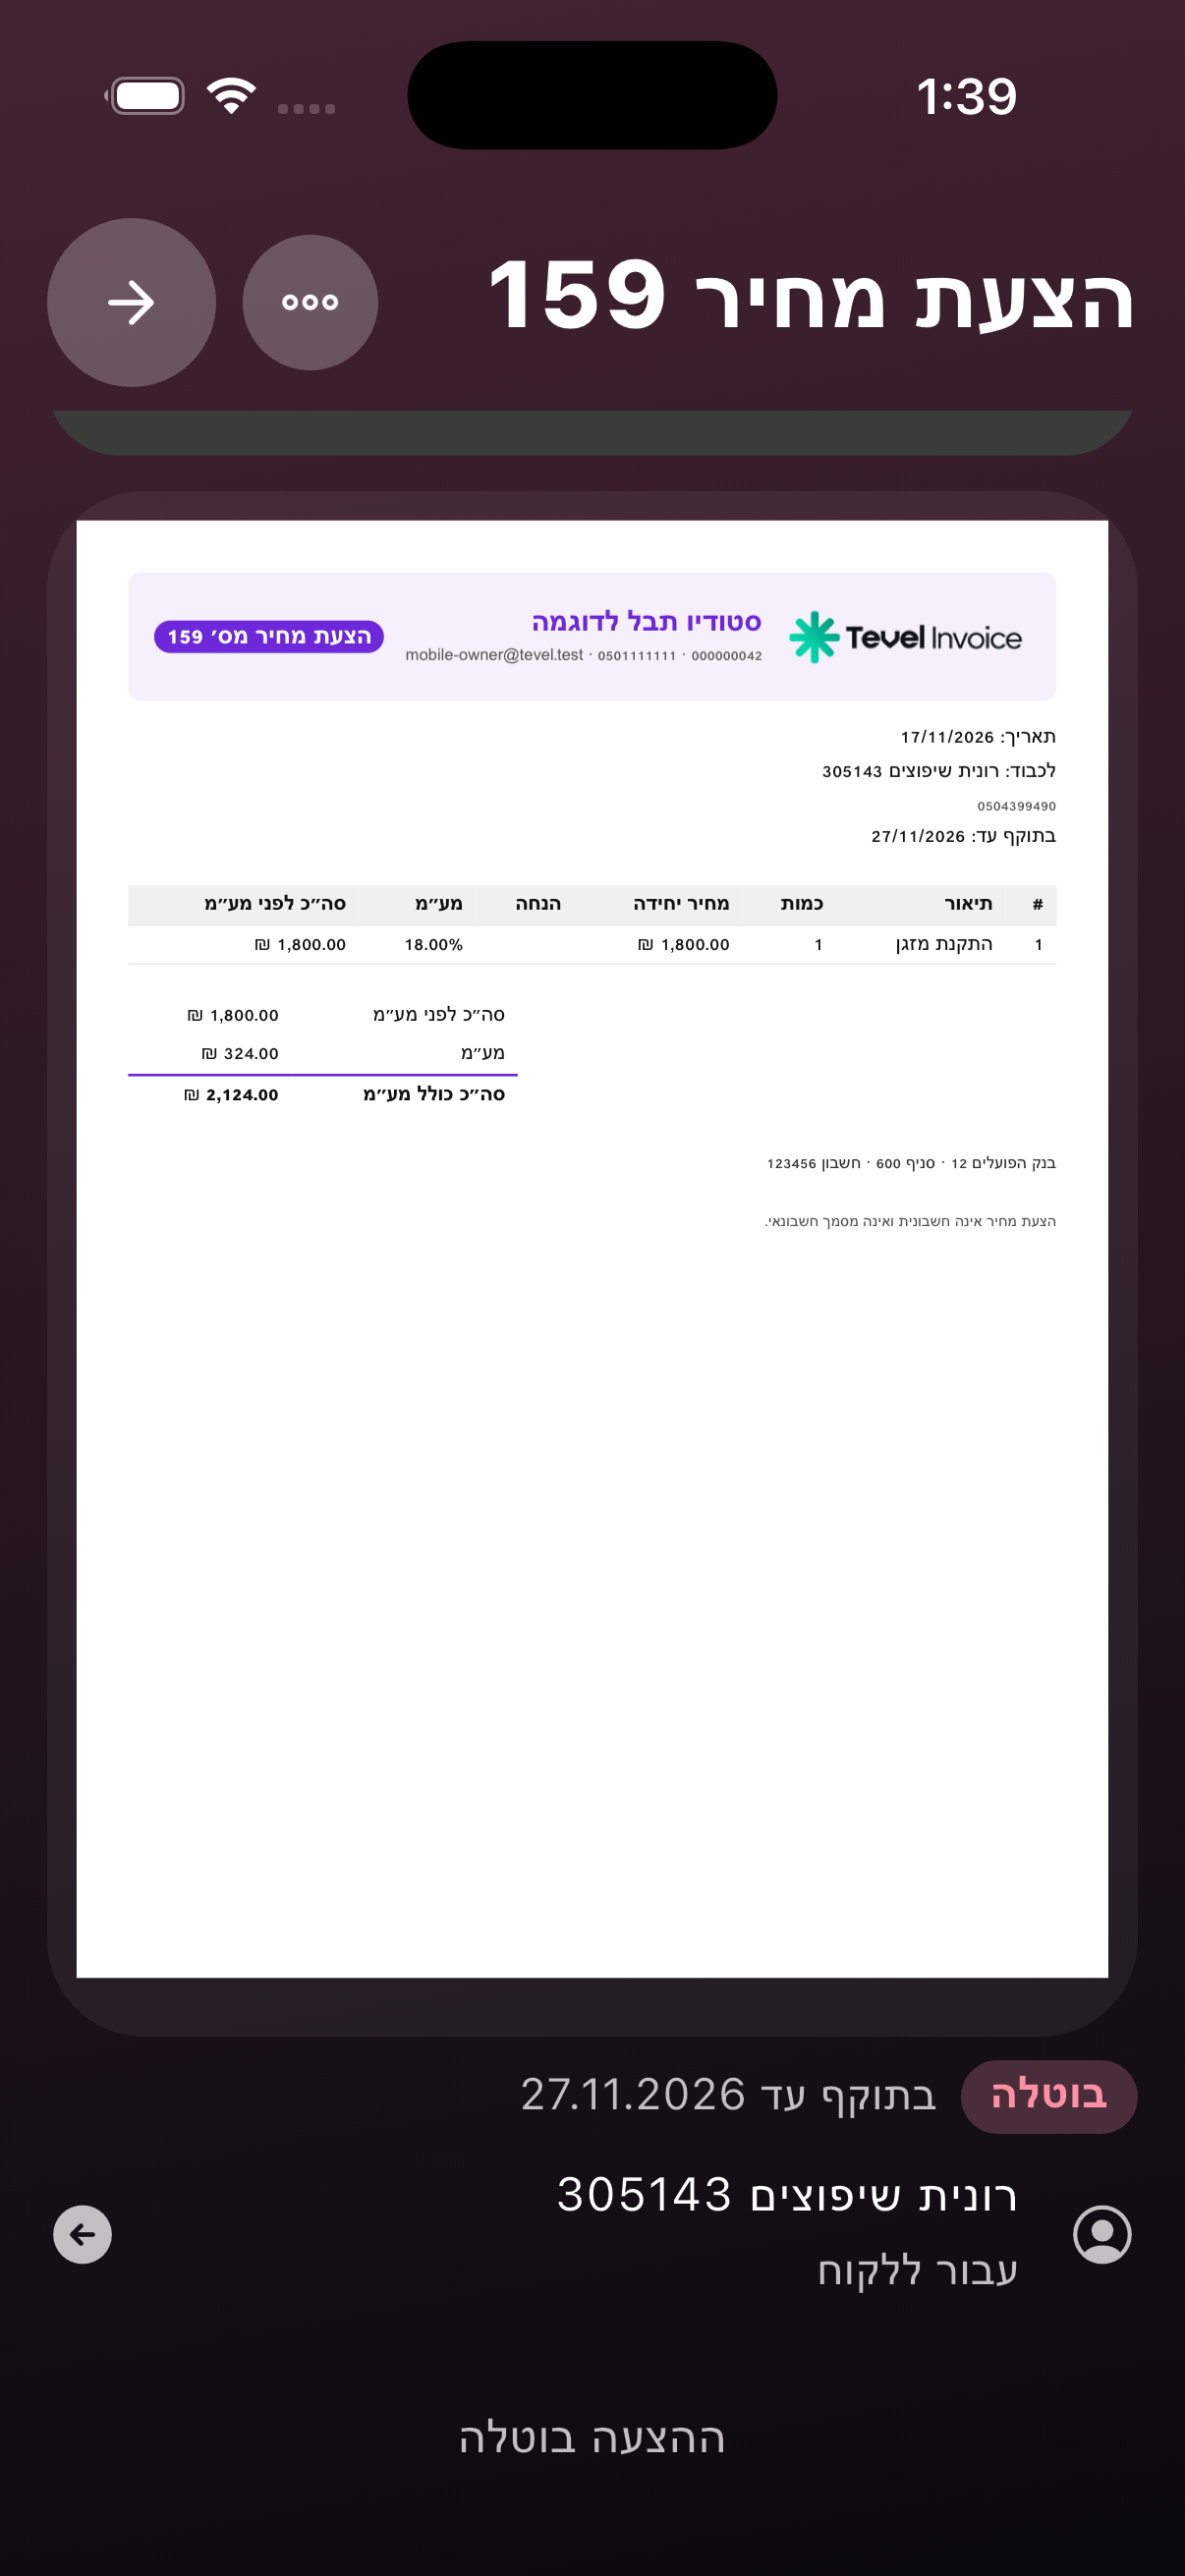 1:39
הצעת מחיר 159
Tevel Invoice
סטודיו תבל לדוגמה
000000042 · 0501111111 · mobile-owner@tevel.test
הצעת מחיר מס׳ 159
תאריך: 17/11/2026
לכבוד: רונית שיפוצים 305143
0504399490
בתוקף עד: 27/11/2026
# תיאור כמות מחיר יחידה הנחה מע״מ סה״כ לפני מע״מ
1 התקנת מזגן 1 1,800.00 ₪ 18.00% 1,800.00 ₪
סה״כ לפני מע״מ 1,800.00 ₪
מע״מ 324.00 ₪
סה״כ כולל מע״מ 2,124.00 ₪
בנק הפועלים 12 · סניף 600 · חשבון 123456
הצעת מחיר אינה חשבונית ואינה מסמך חשבונאי.
בוטלה בתוקף עד 27.11.2026
רונית שיפוצים 305143
עבור ללקוח
ההצעה בוטלה